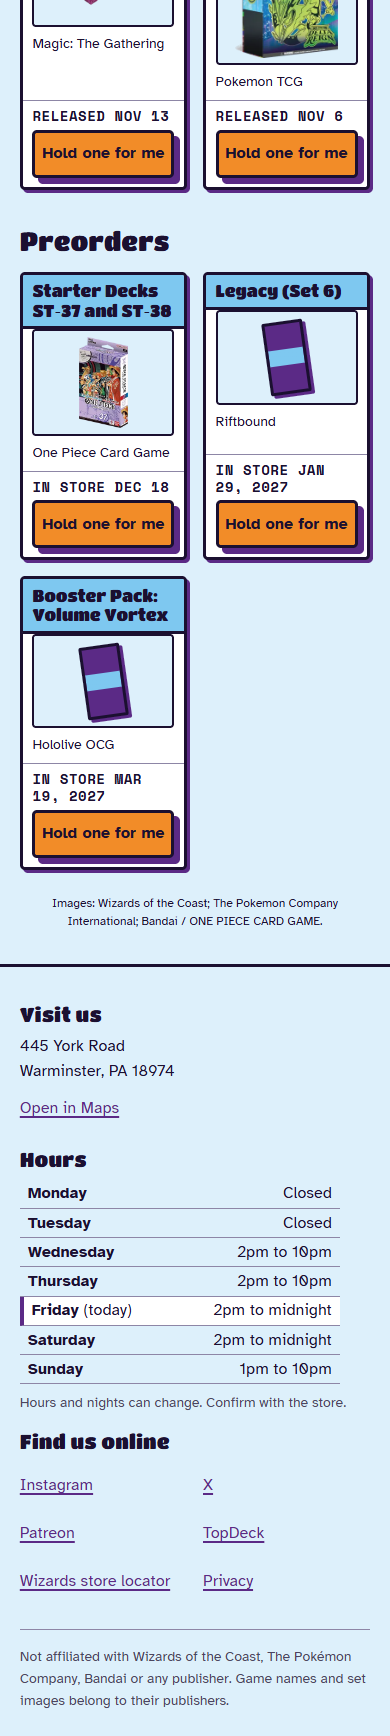 Magic: The Gathering
RELEASED NOV 13
Hold one for me
Pokemon TCG
RELEASED NOV 6
Hold one for me
Preorders
Starter Decks
ST-37 and ST-38
One Piece Card Game
IN STORE DEC 18
Hold one for me
Legacy (Set 6)
Riftbound
IN STORE JAN
29, 2027
Hold one for me
Booster Pack:
Volume Vortex
Hololive OCG
IN STORE MAR
19, 2027
Hold one for me
Images: Wizards of the Coast; The Pokemon Company
International; Bandai / ONE PIECE CARD GAME.
Visit us
445 York Road
Warminster, PA 18974
Open in Maps
Hours
Monday Closed
Tuesday Closed
Wednesday 2pm to 10pm
Thursday 2pm to 10pm
Friday (today) 2pm to midnight
Saturday 2pm to midnight
Sunday 1pm to 10pm
Hours and nights can change. Confirm with the store.
Find us online
Instagram X
Patreon TopDeck
Wizards store locator Privacy
Not affiliated with Wizards of the Coast, The Pokémon
Company, Bandai or any publisher. Game names and set
images belong to their publishers.